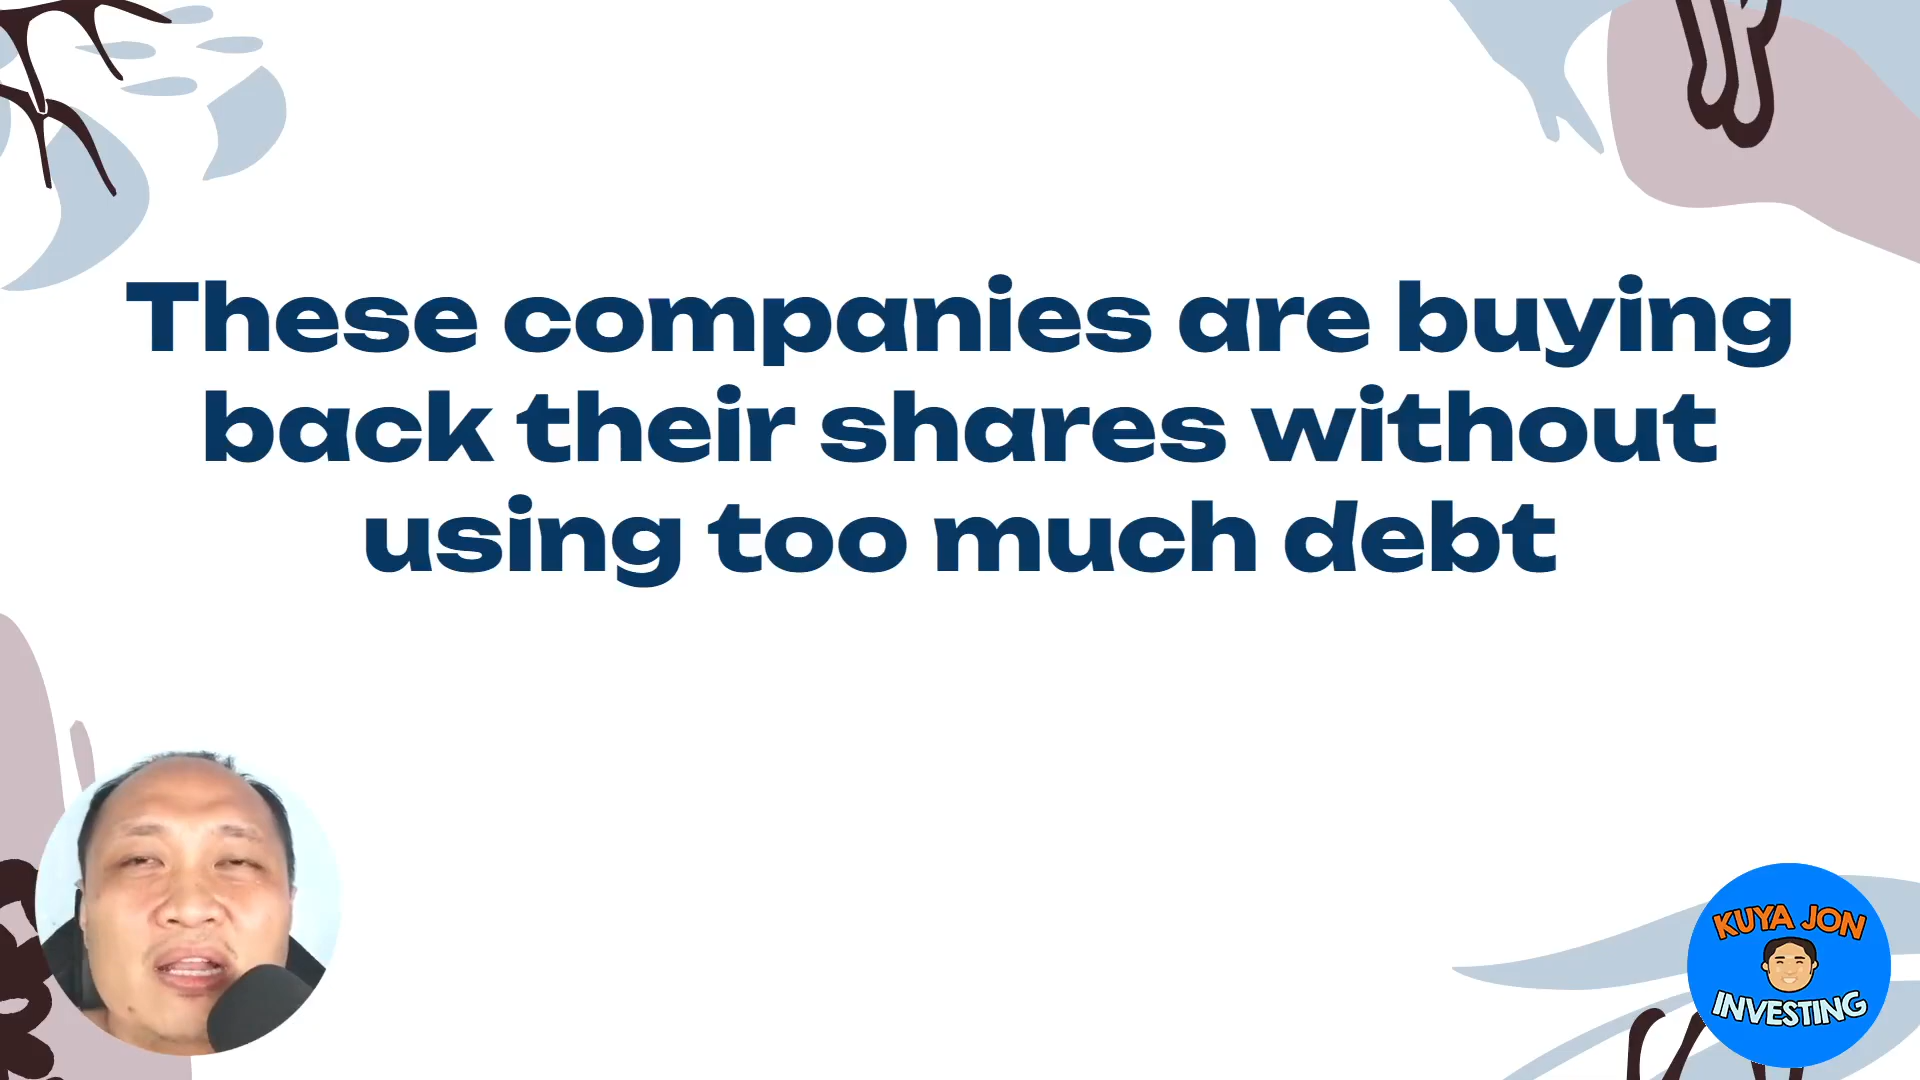 These companies are buying
back their shares without
using too much debt
KUYA JON
INVESTING